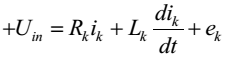 +U_{in} = R_k i_k + L_k \frac{di_k}{dt} + e_k